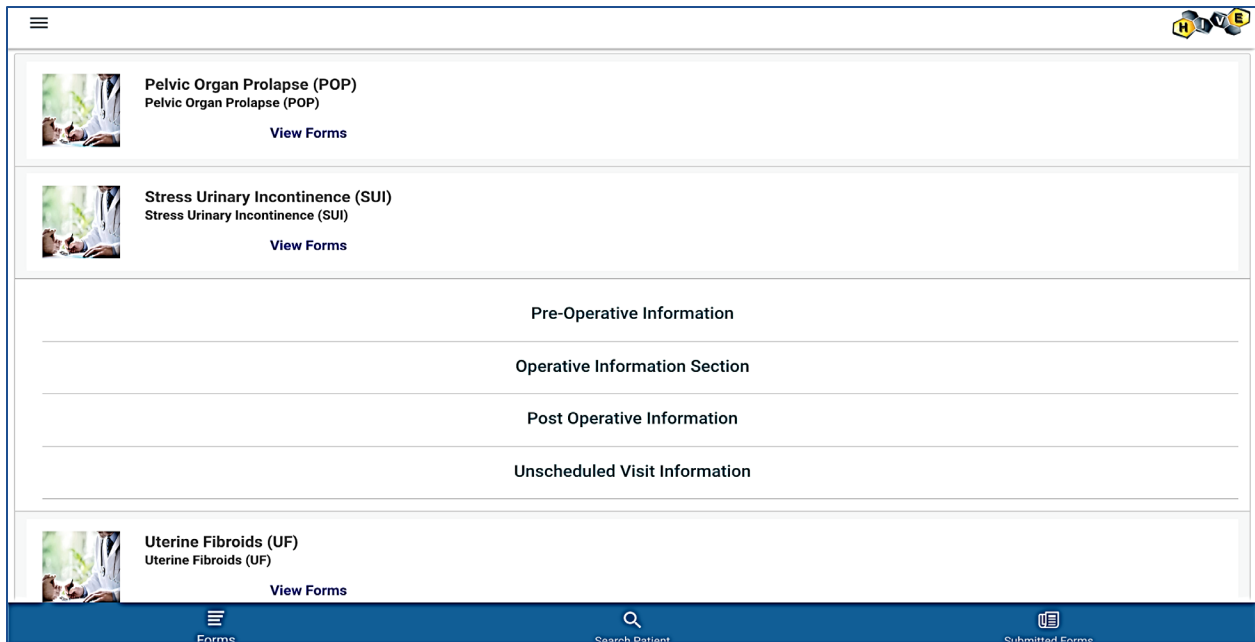 HIVE
Pelvic Organ Prolapse (POP)
Pelvic Organ Prolapse (POP)
View Forms
Stress Urinary Incontinence (SUI)
Stress Urinary Incontinence (SUI)
View Forms
Pre-Operative Information
Operative Information Section
Post Operative Information
Unscheduled Visit Information
Uterine Fibroids (UF)
Uterine Fibroids (UF)
View Forms
Forms
Search Patient
Submitted Forms